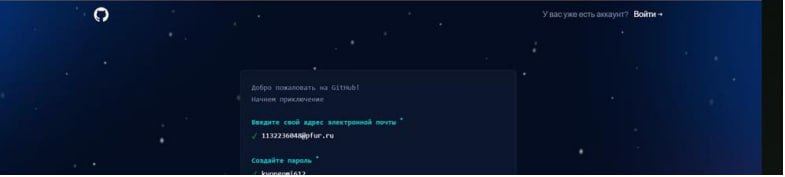 У вас уже есть аккаунт? Войти →
Добро пожаловать на GitHub!
Начнем приключение
Введите свой адрес электронной почты *
✓ 1132236048@pfur.ru
Создайте пароль *
✓ kyongomi612